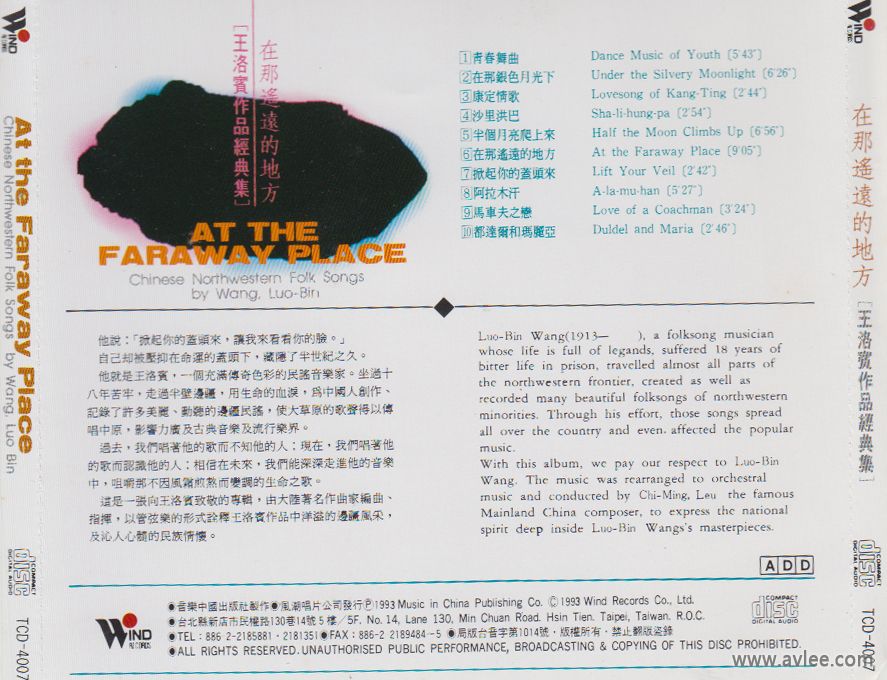 WIND
RECORDS
At the Faraway Place
Chinese Northwestern Folk Songs by Wang, Luo Bin
COMPACT
disc
DIGITAL AUDIO
TCD-4007
在那遙遠的地方
[王洛賓作品經典集]
AT THE
FARAWAY PLACE
Chinese Northwestern Folk Songs
by Wang, Luo-Bin
1 青春舞曲 Dance Music of Youth (5'43")
2 在那銀色月光下 Under the Silvery Moonlight (6'26")
3 康定情歌 Lovesong of Kang-Ting (2'44")
4 沙里洪巴 Sha-li-hung-pa (2'54")
5 半個月亮爬上來 Half the Moon Climbs Up (6'56")
6 在那遙遠的地方 At the Faraway Place (9'05")
7 掀起你的蓋頭來 Lift Your Veil (2'42")
8 阿拉木汗 A-la-mu-han (5'27")
9 馬車夫之戀 Love of a Coachman (3'24")
10 都達爾和瑪麗亞 Duldel and Maria (2'46")
他說：「掀起你的蓋頭來，讓我來看看你的臉。」
自己却被壓抑在命運的蓋頭下，藏隱了半世紀之久。
他就是王洛賓，一個充滿傳奇色彩的民謠音樂家。坐過十
八年苦牢，走過半壁邊疆，用生命的血淚，爲中國人創作、
記錄了許多美麗、動聽的邊疆民謠，使大草原的歌聲得以傳
唱中原，影響力廣及古典音樂及流行樂界。
過去，我們唱著他的歌而不知他的人；現在，我們唱著他
的歌而認識他的人；相信在未來，我們能深深走進他的音樂
中，咀嚼那不因風霜煎熬而變調的生命之歌。
這是一張向王洛賓致敬的專輯，由大陸著名作曲家編曲、
指揮，以管弦樂的形式詮釋王洛賓作品中洋溢的邊疆風采，
及沁人心髓的民族情懷。
Luo-Bin Wang(1913— ), a folksong musician
whose life is full of legands, suffered 18 years of
bitter life in prison, travelled almost all parts of
the northwestern frontier, created as well as
recorded many beautiful folksongs of northwestern
minorities. Through his effort, those songs spread
all over the country and even. affected the popular
music.
With this album, we pay our respect to Luo-Bin
Wang. The music was rearranged to orchestral
music and conducted by Chi-Ming, Leu the famous
Mainland China composer, to express the national
spirit deep inside Luo-Bin Wangs's masterpieces.
A D D
WIND
RECORDS
●音樂中國出版社製作●風潮唱片公司發行Ⓟ1993 Music in China Publishing Co. Ⓒ1993 Wind Records Co., Ltd.
●台北縣新店市民權路130巷14號5樓／5F. No. 14, Lane 130, Min Chuan Road. Hsin Tien. Taipei, Taiwan. R.O.C.
●TEL: 886 2-2185881 · 2181351●FAX : 886-2 2189484-5 ●局版台音字第1014號 · 版權所有 · 禁止翻版盜錄
●ALL RIGHTS RESERVED. UNAUTHORISED PUBLIC PERFORMANCE, BROADCASTING & COPYING OF THIS DISC PROHIBITED.
COMPACT
disc
DIGITAL AUDIO
WIND
RECORDS
在那遙遠的地方
[王洛賓作品經典集]
COMPACT
disc
DIGITAL AUDIO
TCD-4007
www.avlee.com